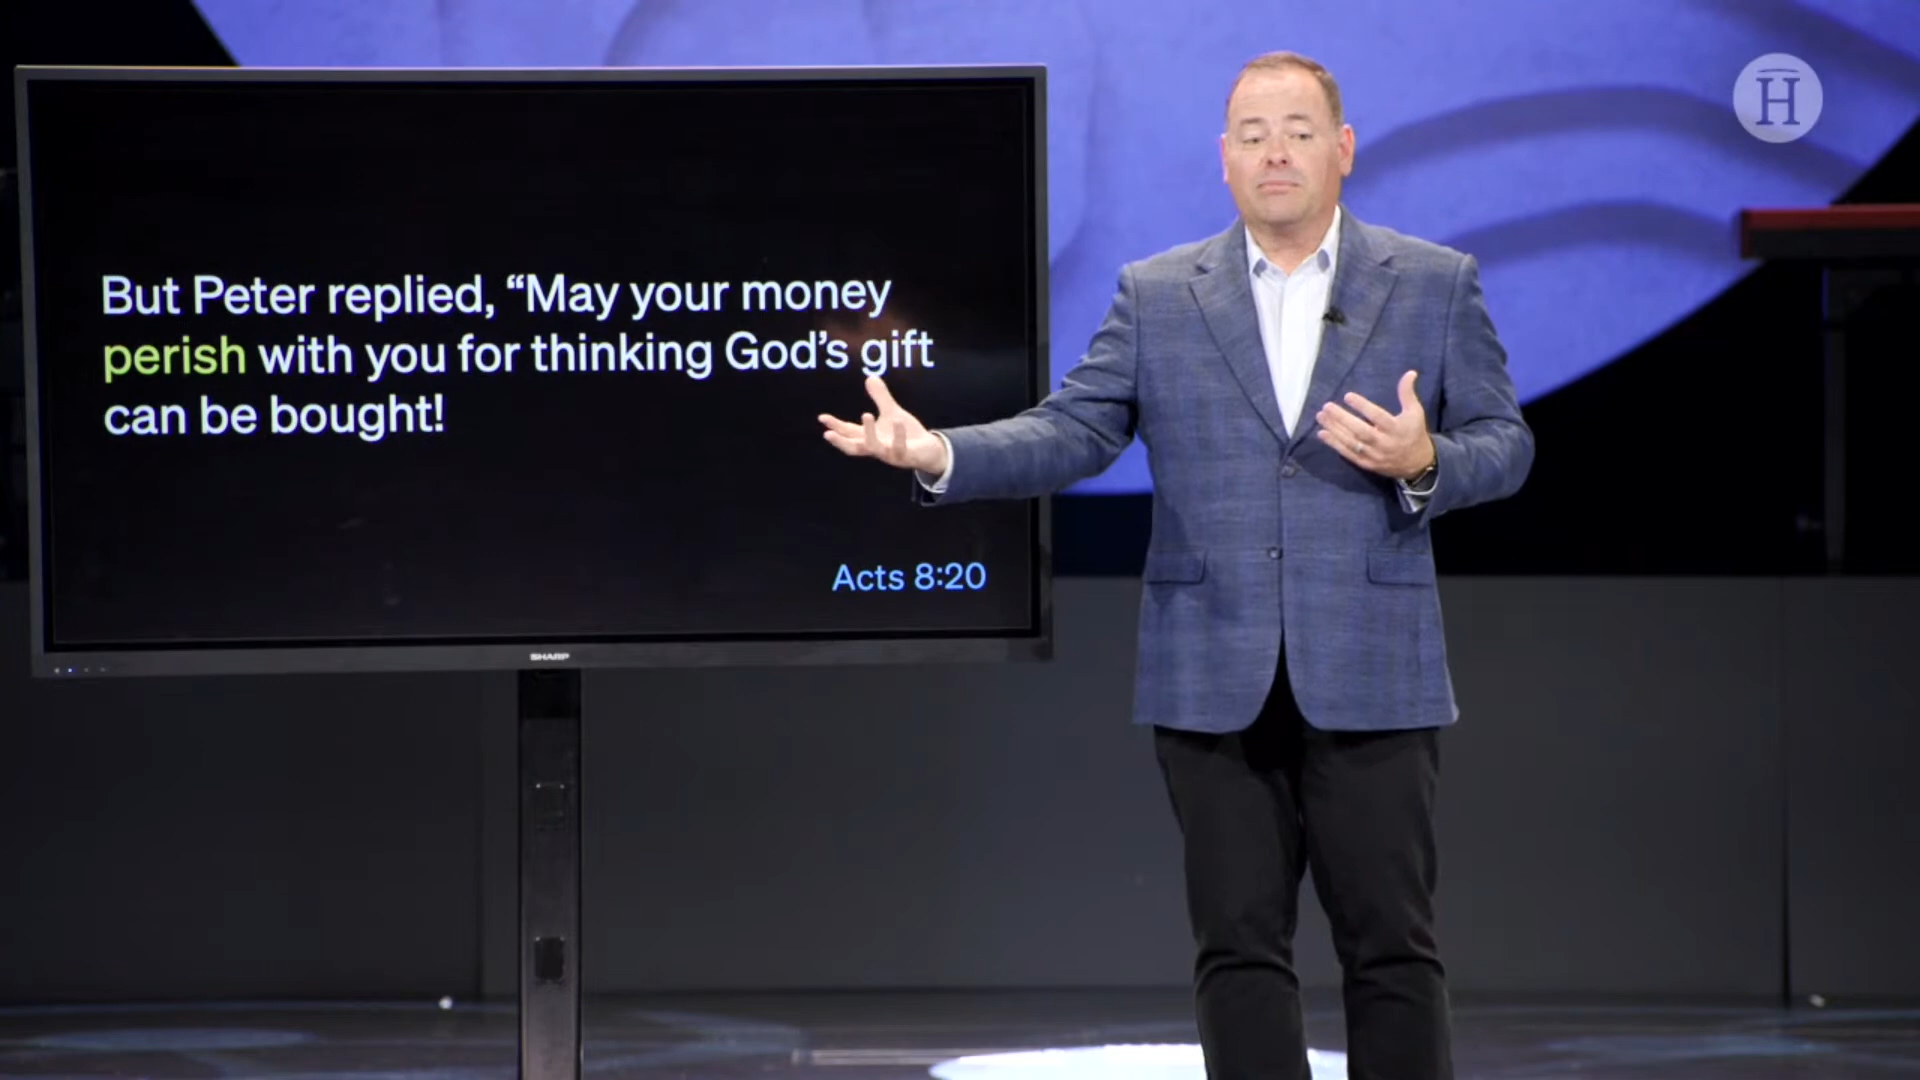 But Peter replied, “May your money
perish with you for thinking God’s gift
can be bought!
Acts 8:20
SHARP
H